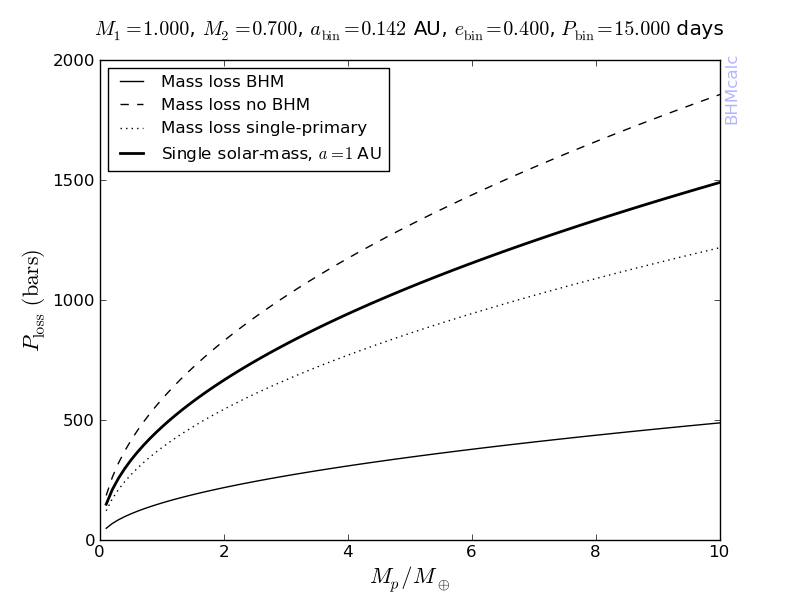 M₁ =1.000, M₂ =0.700, a_bin =0.142 AU, e_bin =0.400, P_bin =15.000 days
BHMcalc
Mass loss BHM
Mass loss no BHM
Mass loss single-primary
Single solar-mass, a =1 AU
P_loss (bars)
2000
1500
1000
500
0
0 2 4 6 8 10
M_p/M_⊕